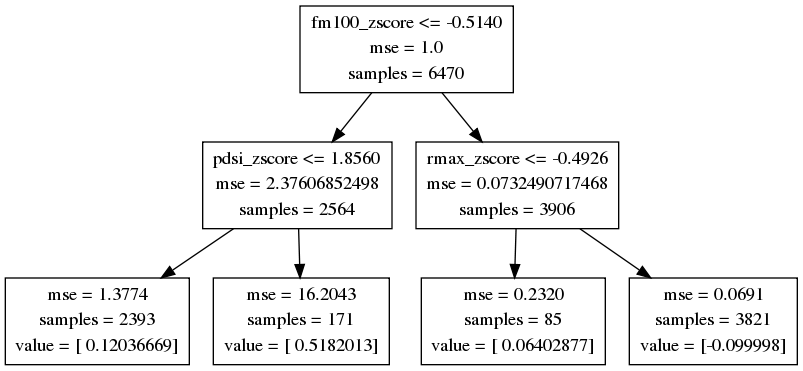 fm100_zscore <= -0.5140
mse = 1.0
samples = 6470
pdsi_zscore <= 1.8560
mse = 2.37606852498
samples = 2564
rmax_zscore <= -0.4926
mse = 0.0732490717468
samples = 3906
mse = 1.3774
samples = 2393
value = [ 0.12036669]
mse = 16.2043
samples = 171
value = [ 0.5182013]
mse = 0.2320
samples = 85
value = [ 0.06402877]
mse = 0.0691
samples = 3821
value = [-0.099998]